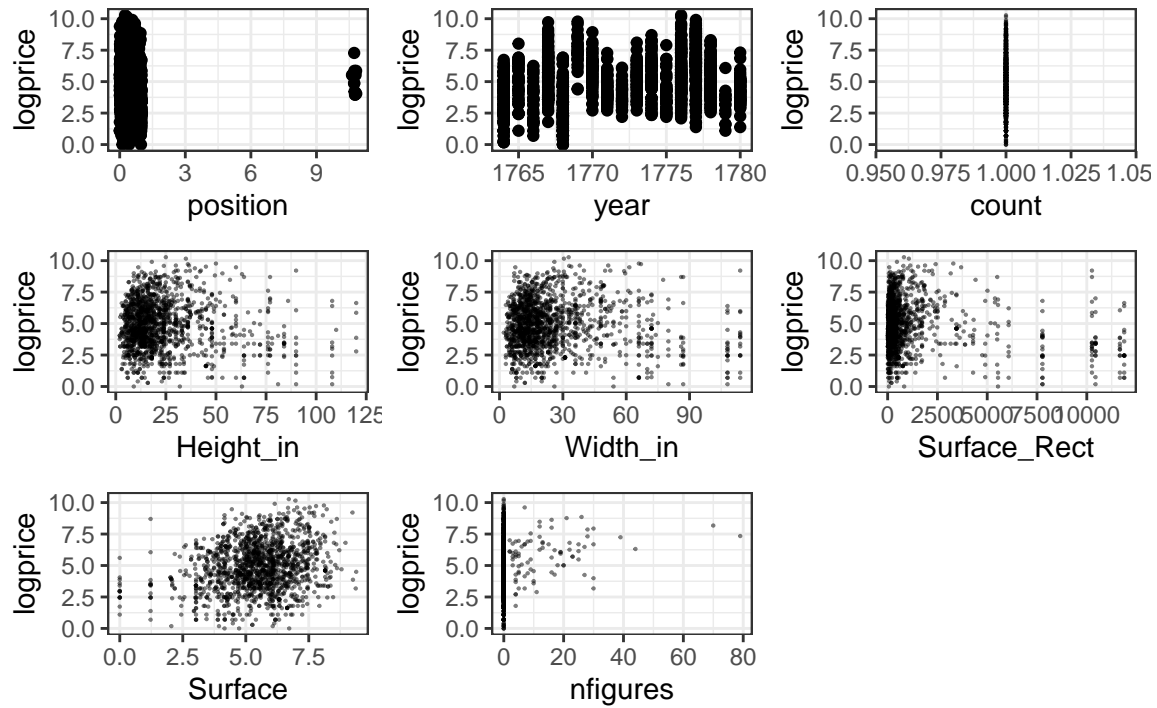 logprice 10.0 7.5 5.0 2.5 0.0
0 3 6 9
position
logprice 10.0 7.5 5.0 2.5 0.0
1765 1770 1775 1780
year
logprice 10.0 7.5 5.0 2.5 0.0
0.950 0.975 1.000 1.025 1.05
count
logprice 10.0 7.5 5.0 2.5 0.0
0 25 50 75 100 125
Height_in
logprice 10.0 7.5 5.0 2.5 0.0
0 30 60 90
Width_in
logprice 10.0 7.5 5.0 2.5 0.0
0 2500 5000 7500 10000
Surface_Rect
logprice 10.0 7.5 5.0 2.5 0.0
0.0 2.5 5.0 7.5
Surface
logprice 10.0 7.5 5.0 2.5 0.0
0 20 40 60 80
nfigures